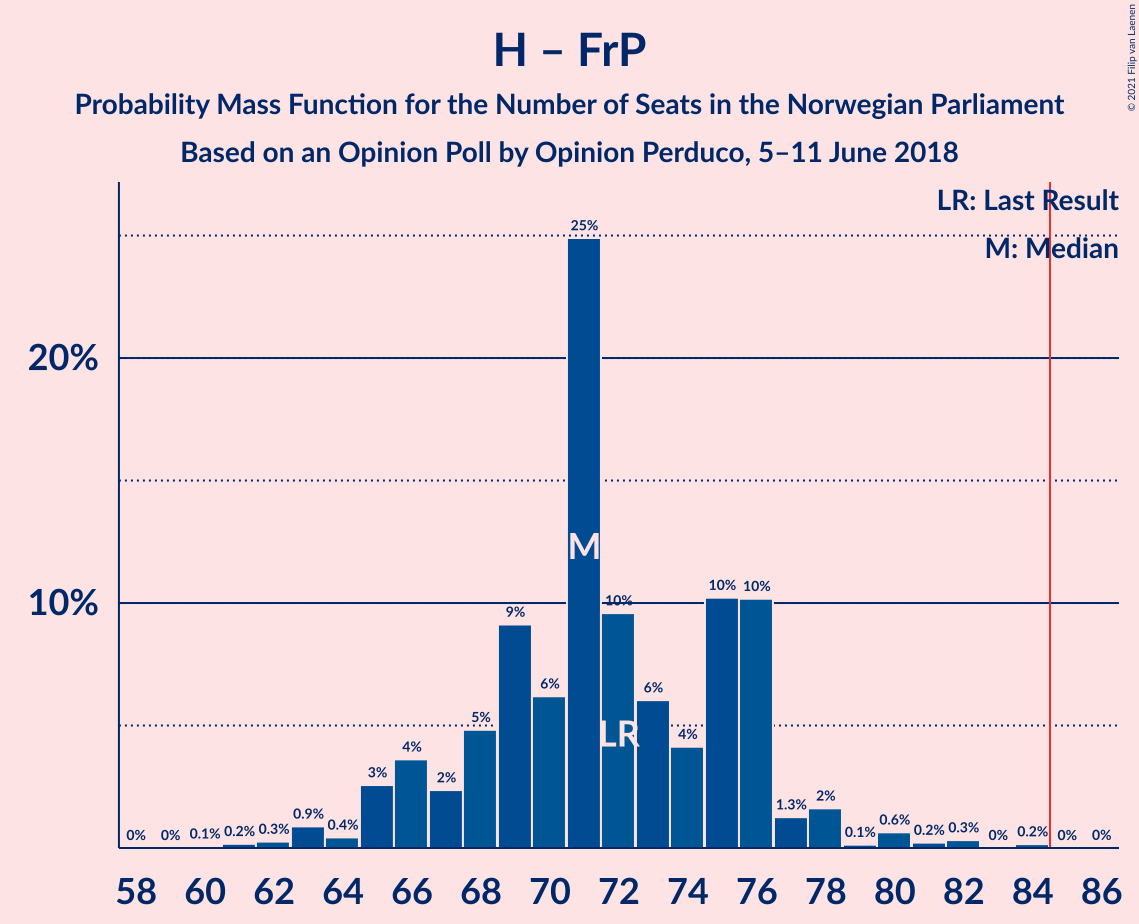 H – FrP
Probability Mass Function for the Number of Seats in the Norwegian Parliament
Based on an Opinion Poll by Opinion Perduco, 5–11 June 2018
© 2021 Filip van Laenen
LR: Last Result
M: Median
20%
10%
0% 0% 0.1% 0.2% 0.3% 0.9% 0.4% 3% 4% 2% 5% 9% 6% 25% 10% 6% 4% 10% 10% 1.3% 2% 0.1% 0.6% 0.2% 0.3% 0% 0.2% 0% 0%
M
LR
58 60 62 64 66 68 70 72 74 76 78 80 82 84 86